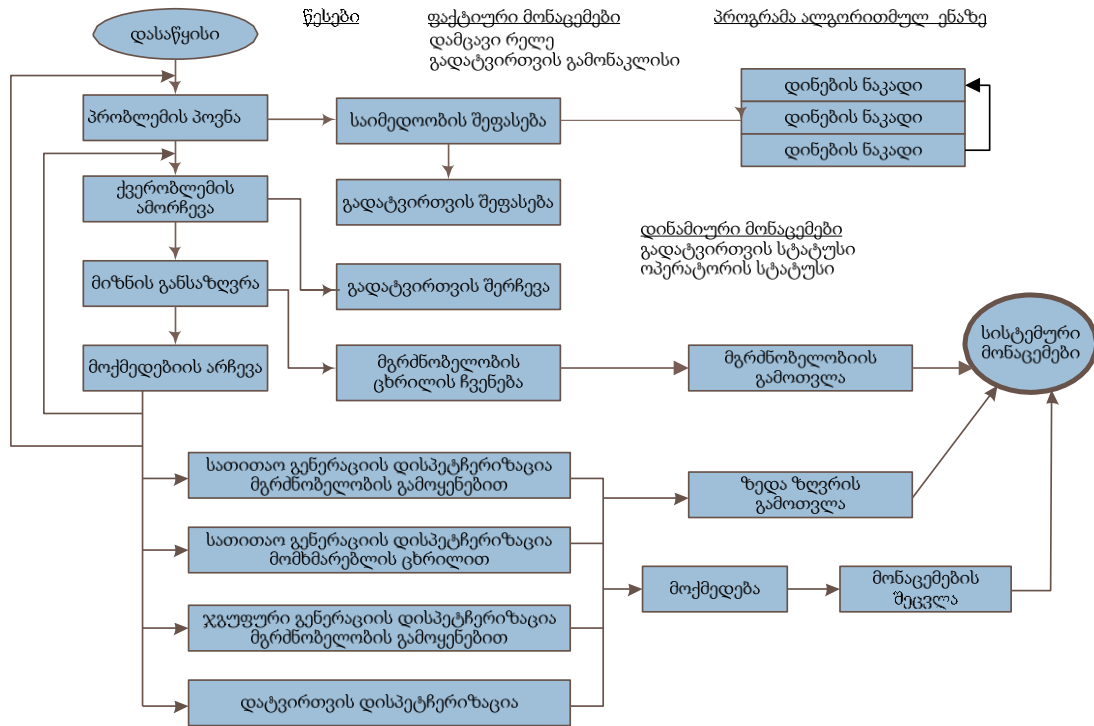 წესები
ფაქტიური მონაცემები
დამცავი რელე
გადატვირთვის გამონაკლისი
პროგრამა ალგორითმულ ენაზე
დასაწყისი
პრობლემის პოვნა
საიმედოობის შეფასება
დინების ნაკადი
დინების ნაკადი
დინების ნაკადი
ქვერობლემის
ამორჩევა
გადატვირთვის შეფასება
დინამიური მონაცემები
გადატვირთვის სტატუსი
ოპერატორის სტატუსი
მიზნის განსაზღვრა
გადატვირთვის შერჩევა
სისტემური
მონაცემები
მოქმედებიის არჩევა
მგრძნობელობის
ცხრილის ჩვენება
მგრძნობელობიის
გამოთვლა
სათითაო გენერაციის დისპეტჩერიზაცია
მგრძნობელობის გამოყენებით
ზედა ზღვრის
გამოთვლა
სათითაო გენერაციის დისპეტჩერიზაცია
მომხმარებლის ცხრილით
მოქმედება
მონაცემების
შეცვლა
ჯგუფური გენერაციის დისპეტჩერიზაცია
მგრძნობელობის გამოყენებით
დატვირთვის დისპეტჩერიზაცია